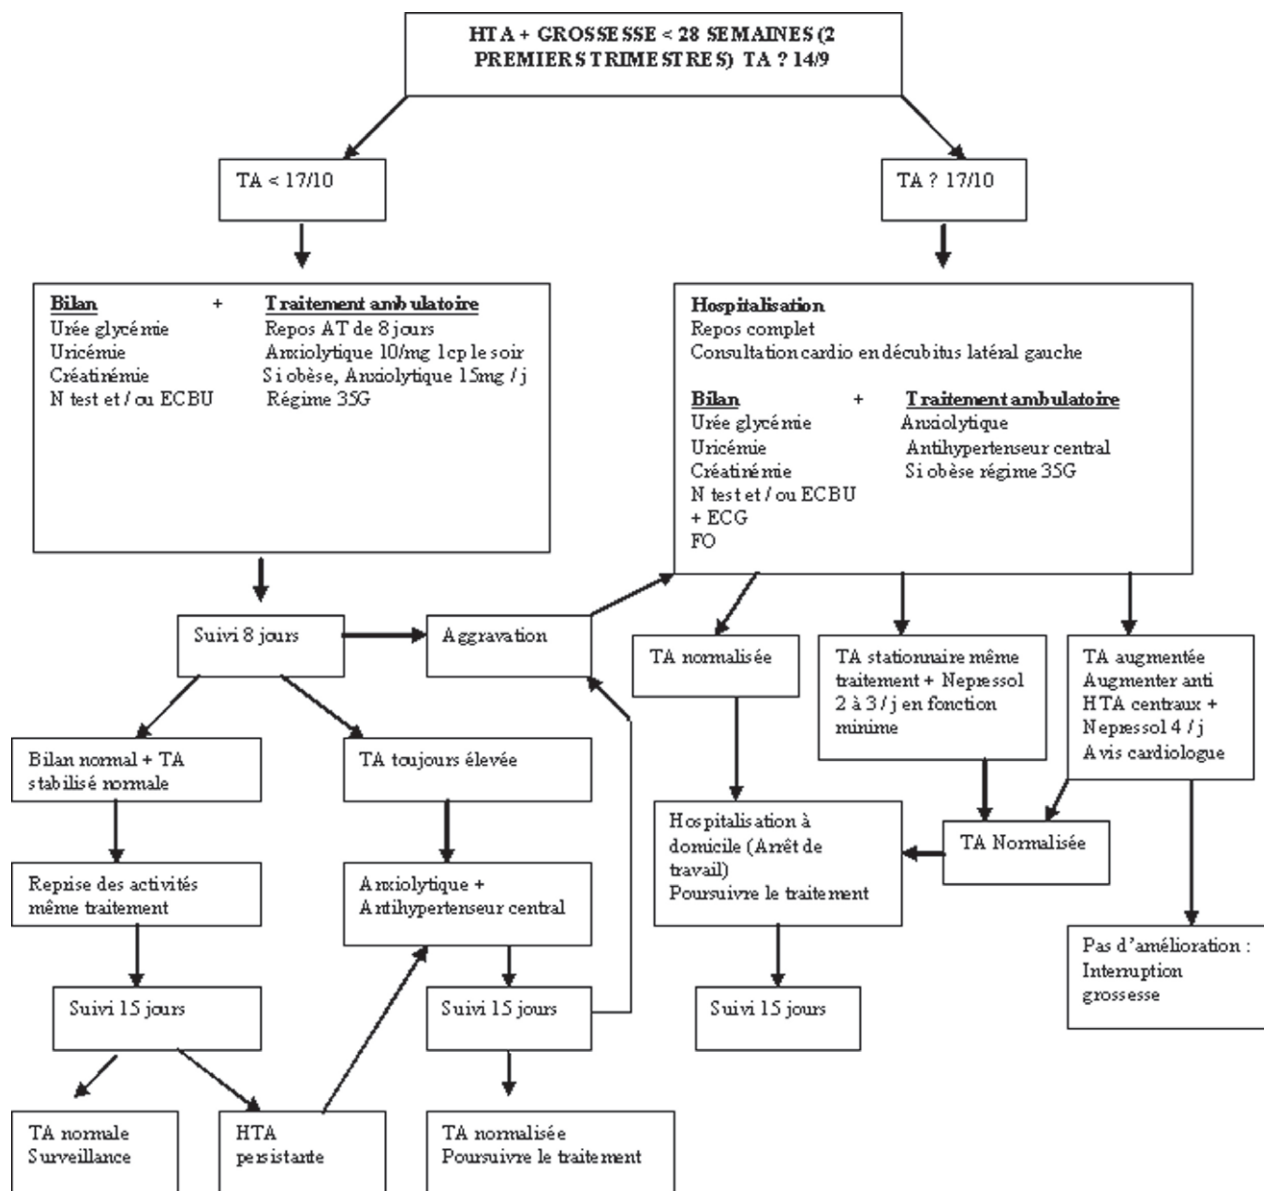 HTA + GROSSESSE < 28 SEMAINES (2
PREMIERS TRIMESTRES) TA ? 14/9
TA < 17/10
TA ? 17/10
Bilan + Traitement ambulatoire
Urée glycémie Repos AT de 8 jours
Uricémie Anxiolytique 10/mg 1cp le soir
Créatinémie Si obèse, Anxiolytique 15mg / j
N test et / ou ECBU Régime 35G
Hospitalisation
Repos complet
Consultation cardio en décubitus latéral gauche
Bilan + Traitement ambulatoire
Urée glycémie Anxiolytique
Uricémie Antihypertenseur central
Créatinémie Si obèse régime 35G
N test et / ou ECBU
+ ECG
FO
Suivi 8 jours
Aggravation
TA normalisée
TA stationnaire même
traitement + Nepressol
2 à 3 / j en fonction
minime
TA augmentée
Augmenter anti
HTA centraux +
Nepressol 4 / j
Avis cardiologue
Bilan normal + TA
stabilisé normale
TA toujours élevée
Hospitalisation à
domicile (Arrêt de
travail)
Poursuivre le traitement
TA Normalisée
Reprise des activités
même traitement
Anxiolytique +
Antihypertenseur central
Pas d'amélioration :
Interruption
grossesse
Suivi 15 jours
Suivi 15 jours
Suivi 15 jours
TA normale
Surveillance
HTA
persistante
TA normalisée
Poursuivre le traitement